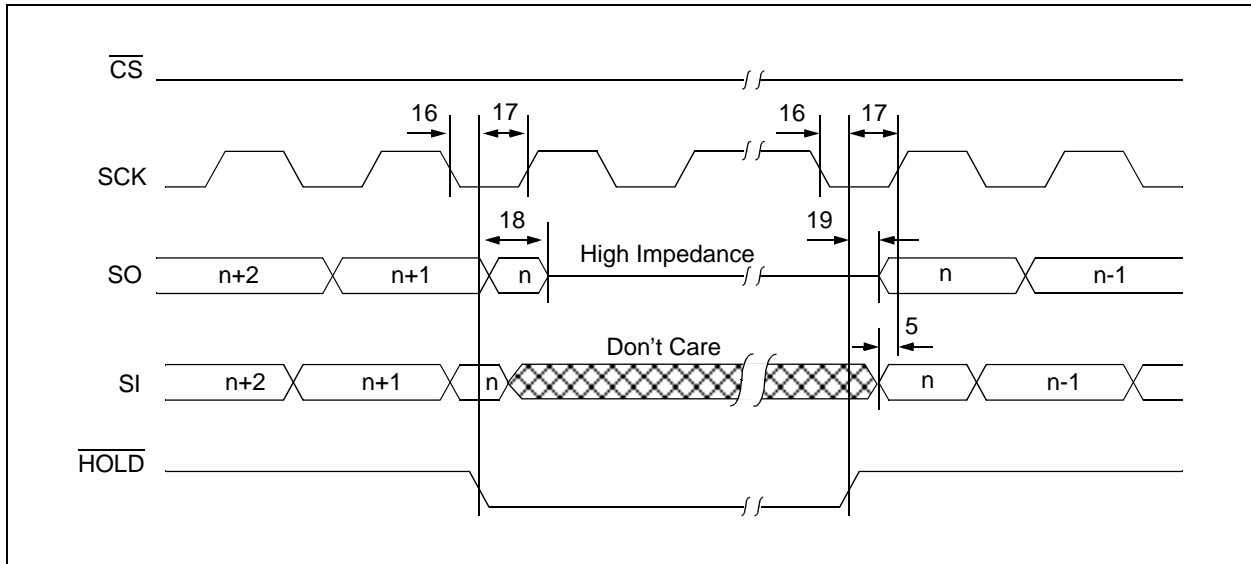 CS
16 17 16 17
SCK
18 19
High Impedance
SO n+2 n+1 n n n-1
5
Don't Care
SI n+2 n+1 n n n-1
HOLD